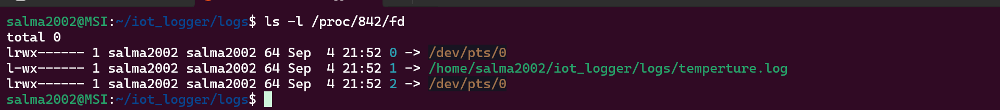 salma2002@MSI:~/iot_logger/logs$ ls -l /proc/842/fd
total 0
lrwx------ 1 salma2002 salma2002 64 Sep  4 21:52 0 -> /dev/pts/0
l-wx------ 1 salma2002 salma2002 64 Sep  4 21:52 1 -> /home/salma2002/iot_logger/logs/temperture.log
lrwx------ 1 salma2002 salma2002 64 Sep  4 21:52 2 -> /dev/pts/0
salma2002@MSI:~/iot_logger/logs$